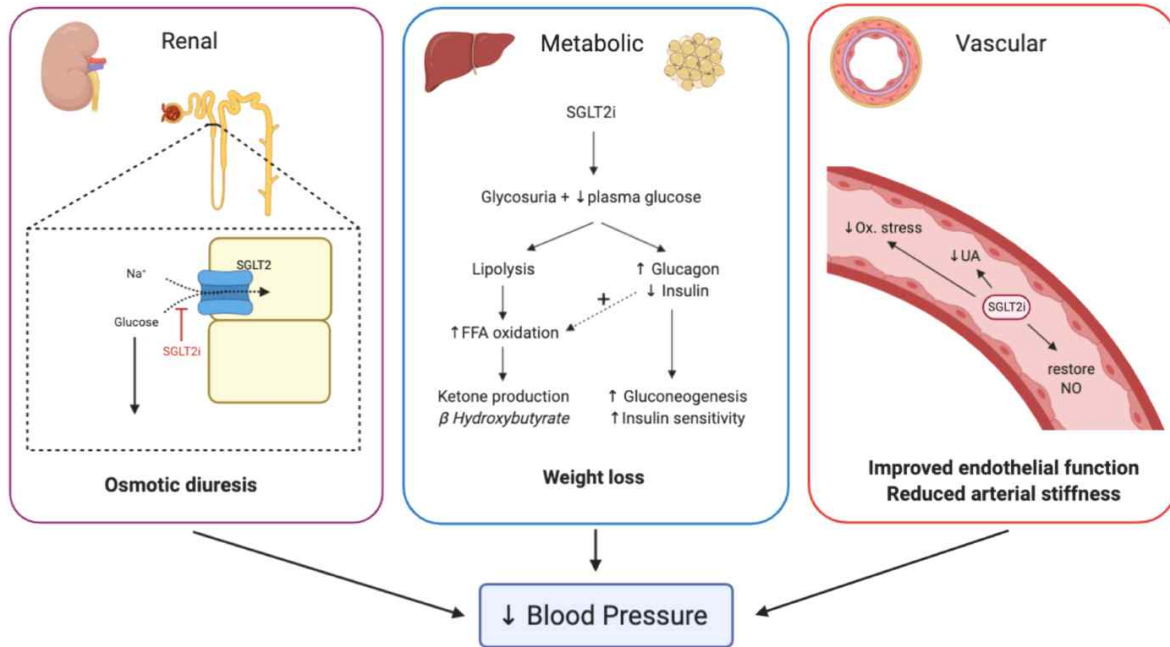 Renal
Na⁺
SGLT2
Glucose
SGLT2i
Osmotic diuresis
Metabolic
SGLT2i
Glycosuria + ↓plasma glucose
Lipolysis
↑ Glucagon
↓ Insulin
+
↑FFA oxidation
Ketone production
β Hydroxybutyrate
↑ Gluconeogenesis
↑Insulin sensitivity
Weight loss
Vascular
↓Ox. stress
↓UA
SGLT2i
restore
NO
Improved endothelial function
Reduced arterial stiffness
↓ Blood Pressure